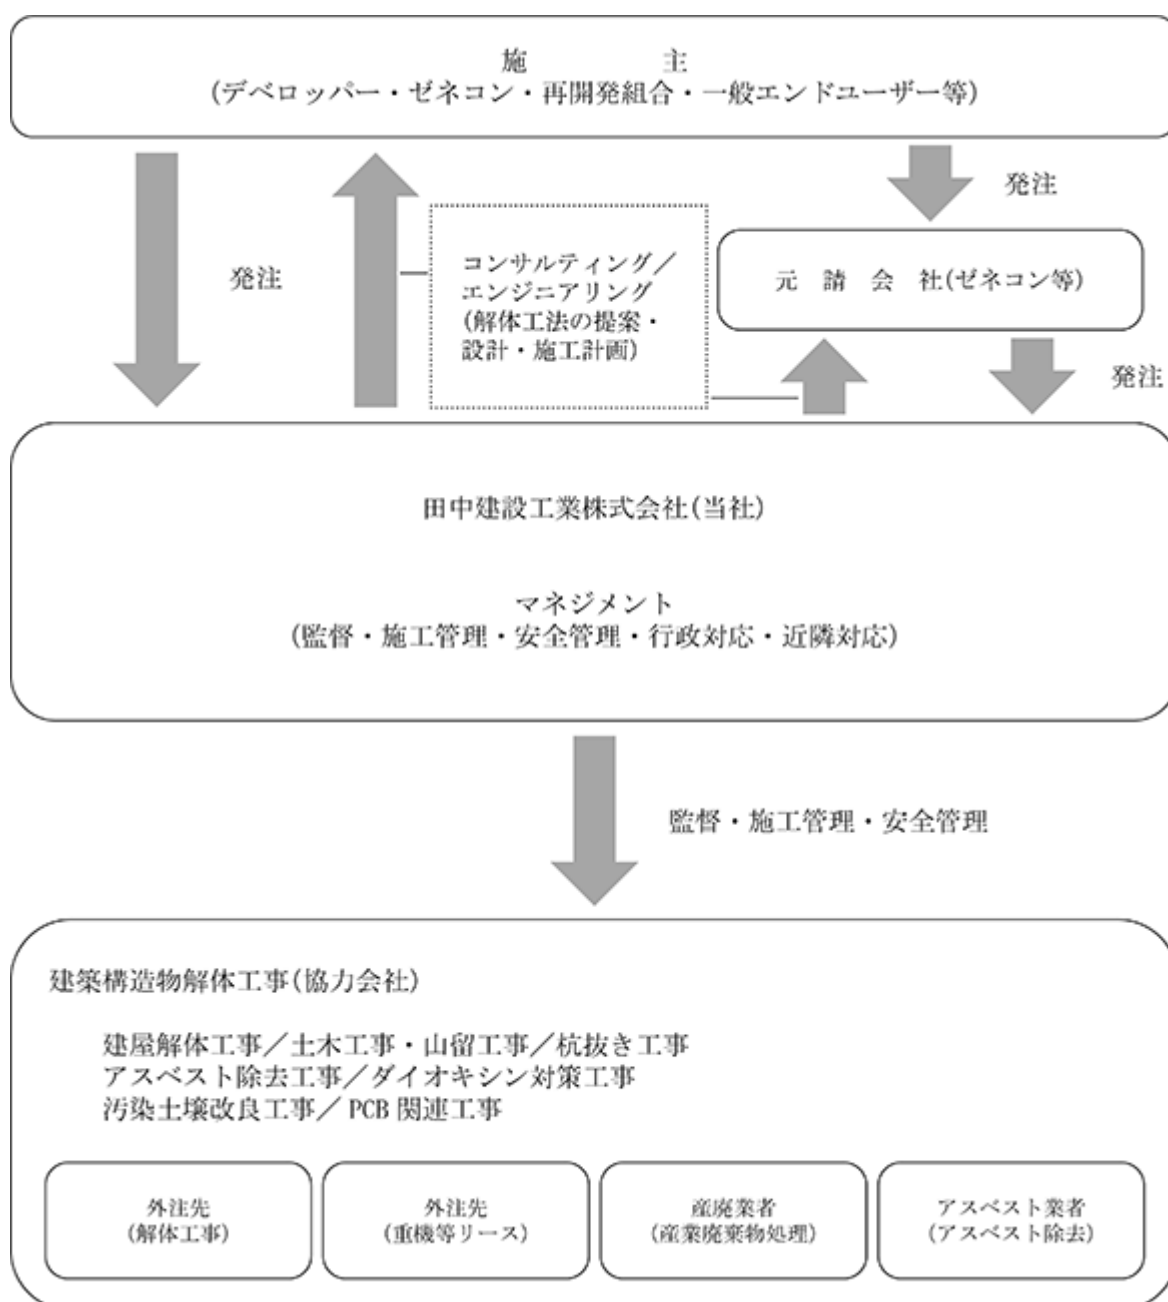 施　主
(デベロッパー・ゼネコン・再開発組合・一般エンドユーザー等)
発注
発注
コンサルティング／
エンジニアリング
(解体工法の提案・
設計・施工計画)
元 請 会 社(ゼネコン等)
発注
田中建設工業株式会社(当社)
マネジメント
(監督・施工管理・安全管理・行政対応・近隣対応)
監督・施工管理・安全管理
建築構造物解体工事(協力会社)
建屋解体工事／土木工事・山留工事／杭抜き工事
アスベスト除去工事／ダイオキシン対策工事
汚染土壌改良工事／PCB関連工事
外注先
(解体工事)
外注先
(重機等リース)
産廃業者
(産業廃棄物処理)
アスベスト業者
(アスベスト除去)